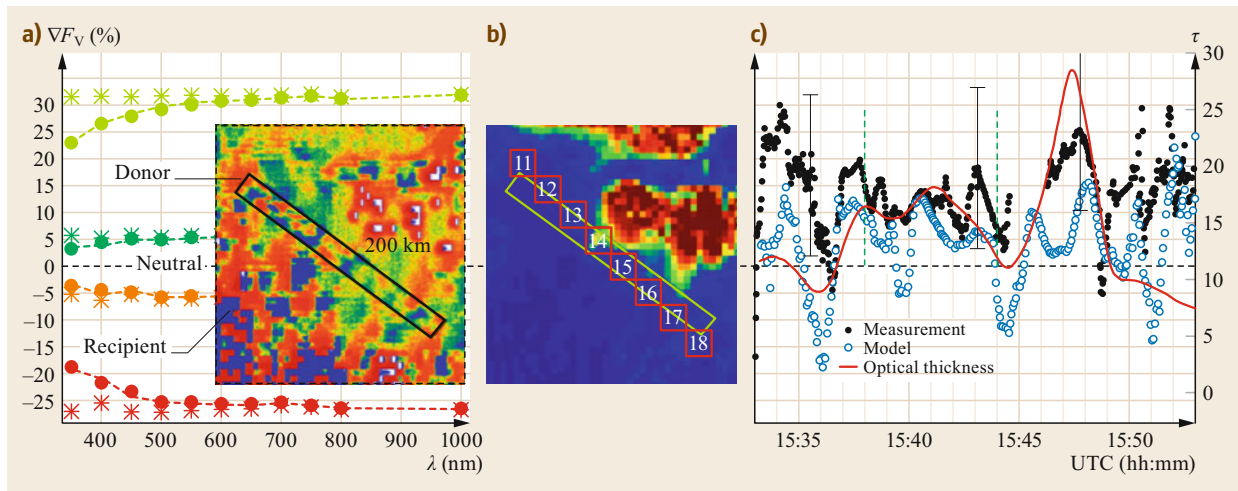 a) ∇F_V (%)
30
25
20
15
10
5
0
–5
–10
–15
–20
–25
Donor
Neutral
Recipient
200 km
400 500 600 700 800 900 1000
λ (nm)
b)
11
12
13
14
15
16
17
18
c)
τ
30
25
20
15
10
5
0
Measurement
Model
Optical thickness
15:35 15:40 15:45 15:50
UTC (hh:mm)